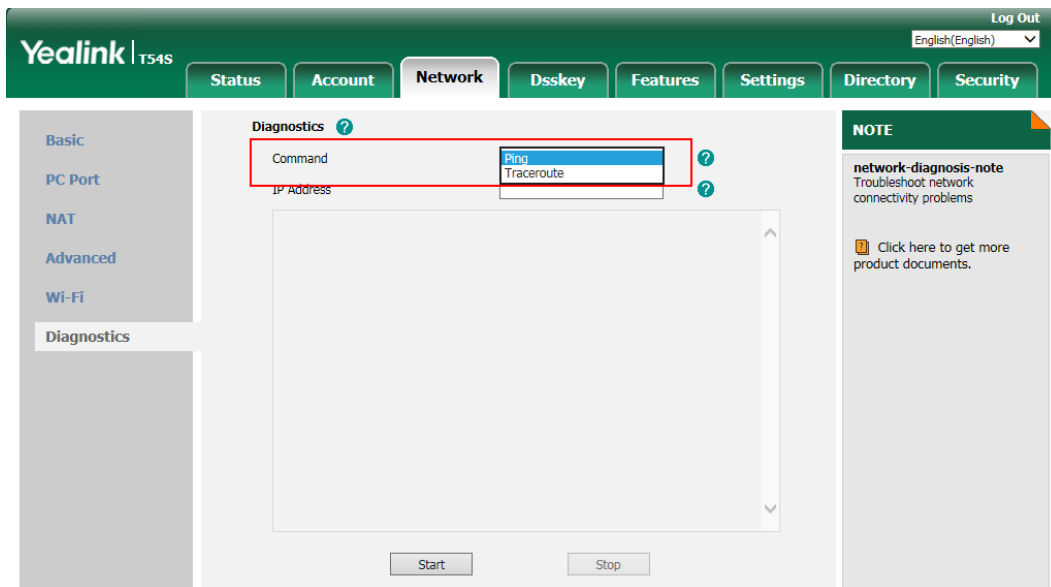 Log Out
English(English)
Yealink | T54S
Status Account Network Dsskey Features Settings Directory Security
Basic
PC Port
NAT
Advanced
Wi-Fi
Diagnostics
Diagnostics ?
Command Ping ?
Traceroute
IP Address ?
Start Stop
NOTE
network-diagnosis-note
Troubleshoot network
connectivity problems
? Click here to get more
product documents.